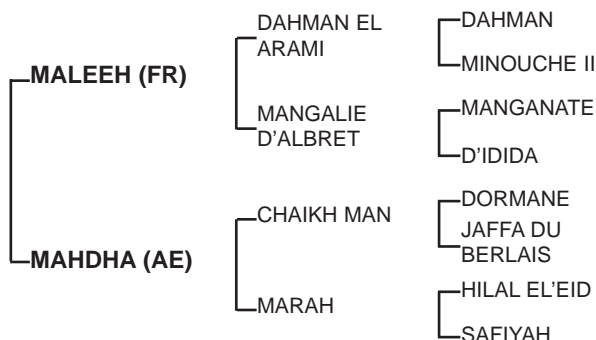 MALEEH (FR)
DAHMAN EL
ARAMI
DAHMAN
MINOUCHE II
MANGALIE
D'ALBRET
MANGANATE
D'IDIDA
MAHDHA (AE)
CHAIKH MAN
DORMANE
JAFFA DU
BERLAIS
MARAH
HILAL EL'EID
SAFIYAH